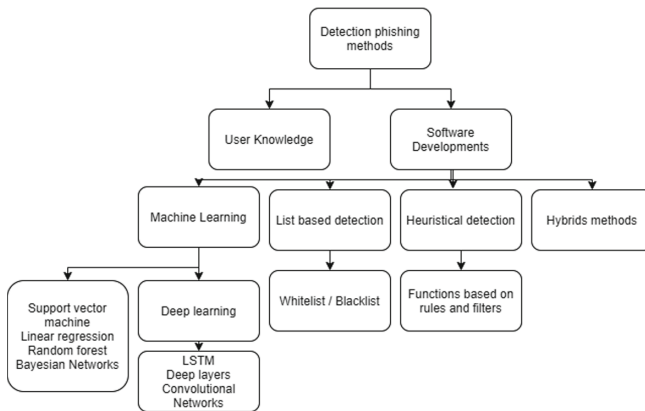 Detection phishing
methods
User Knowledge
Software
Developments
Machine Learning
List based detection
Heuristical detection
Hybrids methods
Support vector
machine
Linear regression
Random forest
Bayesian Networks
Deep learning
Whitelist / Blacklist
Functions based on
rules and filters
LSTM
Deep layers
Convolutional
Networks